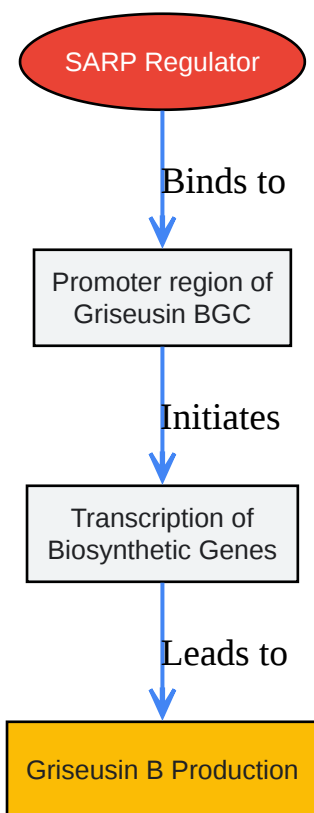 SARP Regulator
Binds to
Promoter region of
Griseusin BGC
Initiates
Transcription of
Biosynthetic Genes
Leads to
Griseusin B Production